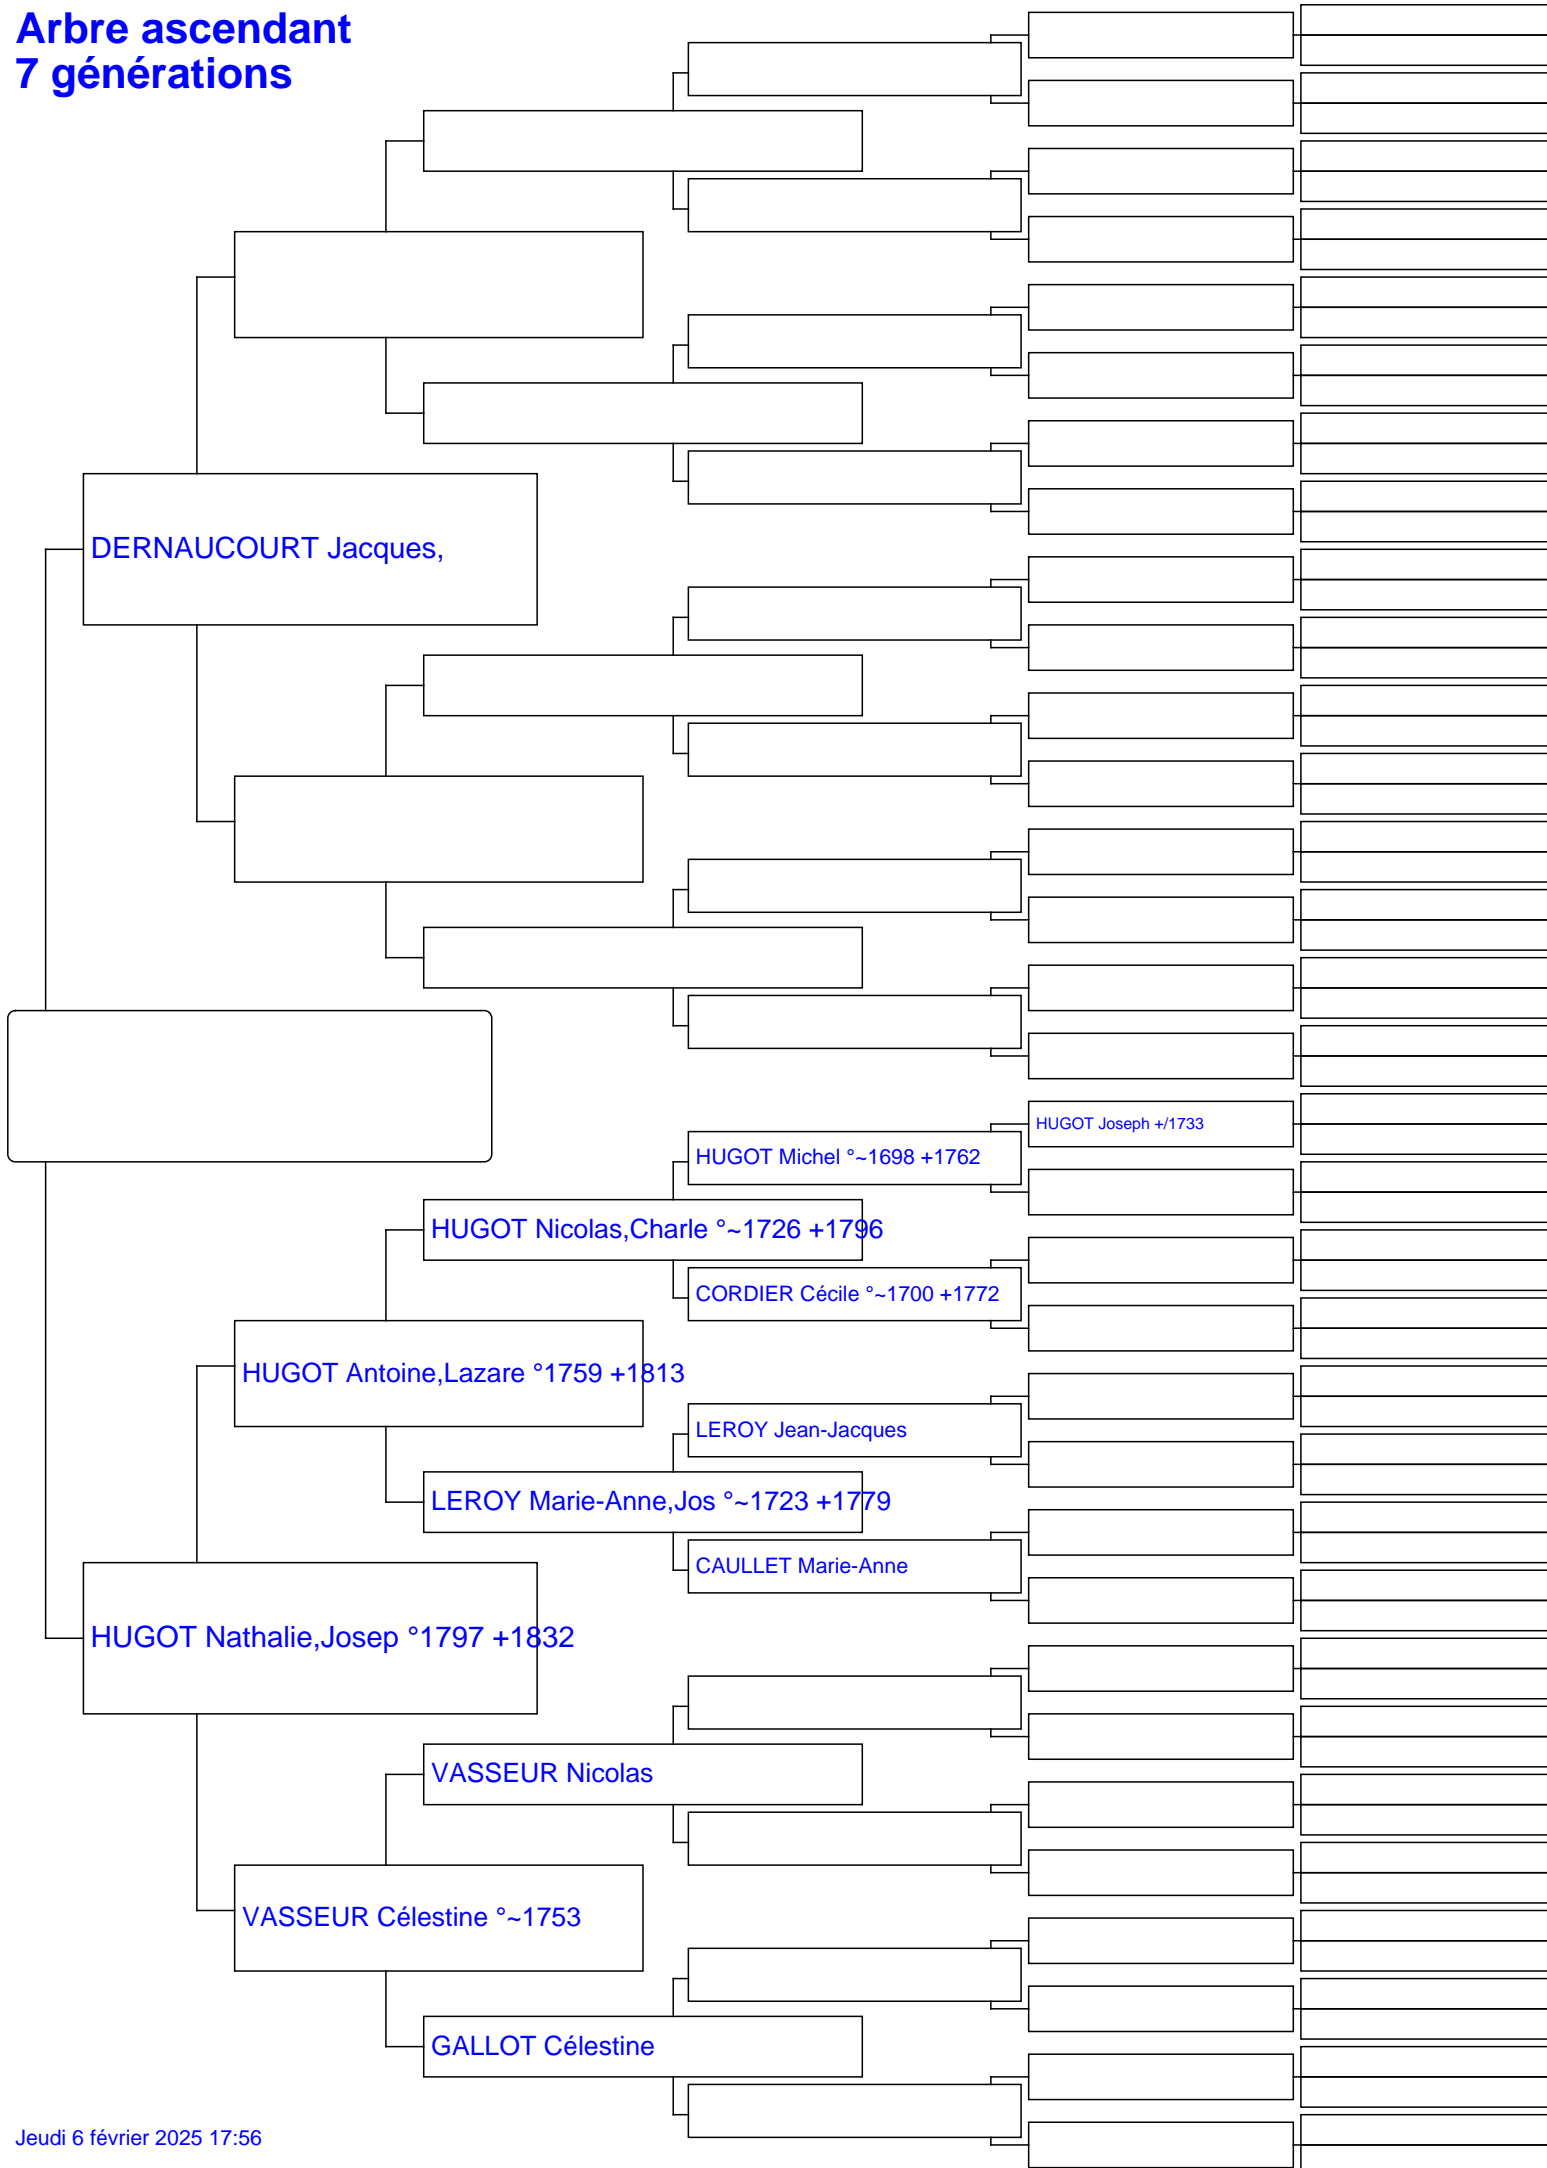 Arbre ascendant
7 générations
DERNAUCOURT Jacques,
HUGOT Joseph +/1733
HUGOT Michel °~1698 +1762
HUGOT Nicolas,Charle °~1726 +1796
CORDIER Cécile °~1700 +1772
HUGOT Antoine,Lazare °1759 +1813
LEROY Jean-Jacques
LEROY Marie-Anne,Jos °~1723 +1779
CAULLET Marie-Anne
HUGOT Nathalie,Josep °1797 +1832
VASSEUR Nicolas
VASSEUR Célestine °~1753
GALLOT Célestine
Jeudi 6 février 2025 17:56